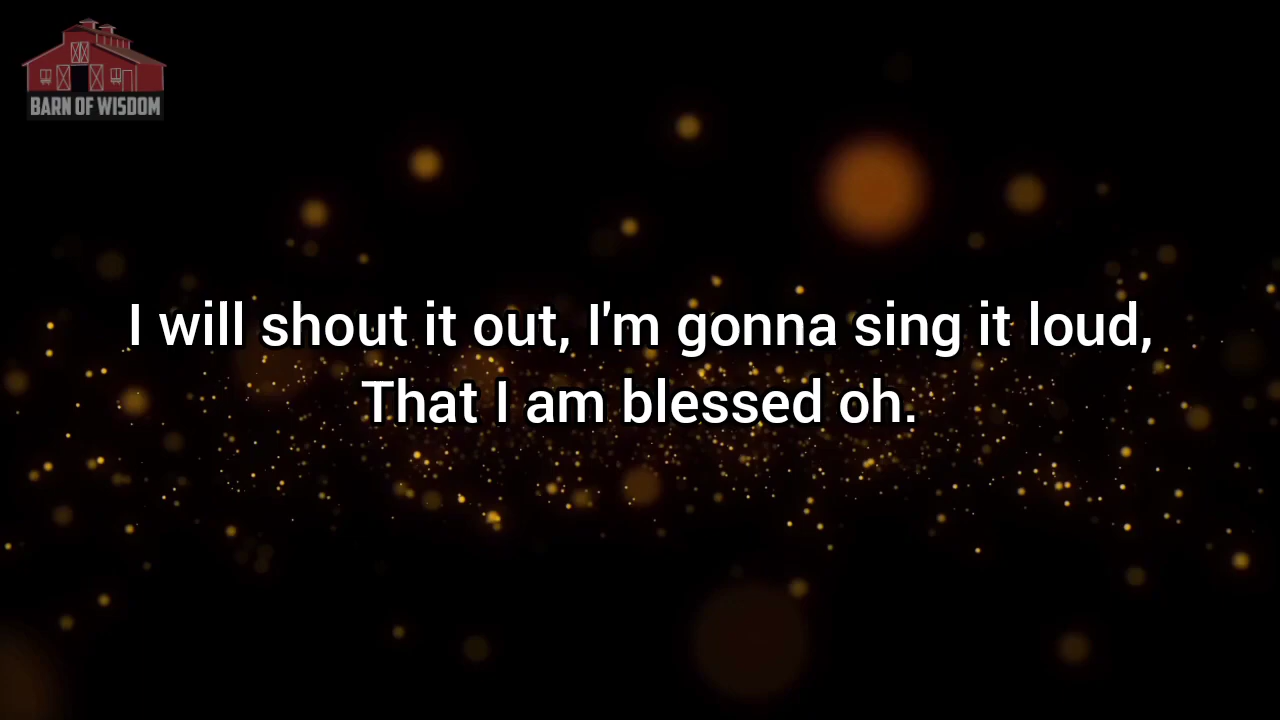 BARN OF WISDOM
I will shout it out, I'm gonna sing it loud,
That I am blessed oh.